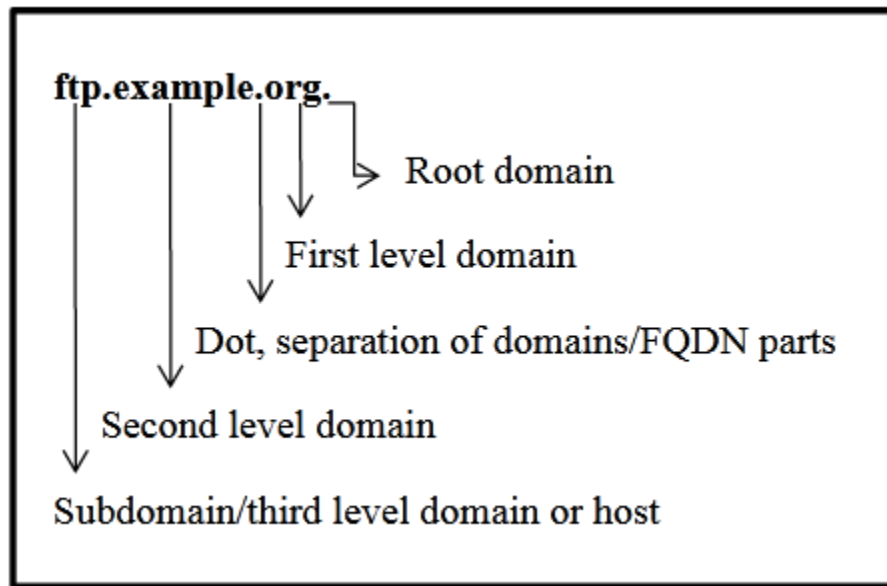 ftp.example.org.
Root domain
First level domain
Dot, separation of domains/FQDN parts
Second level domain
Subdomain/third level domain or host